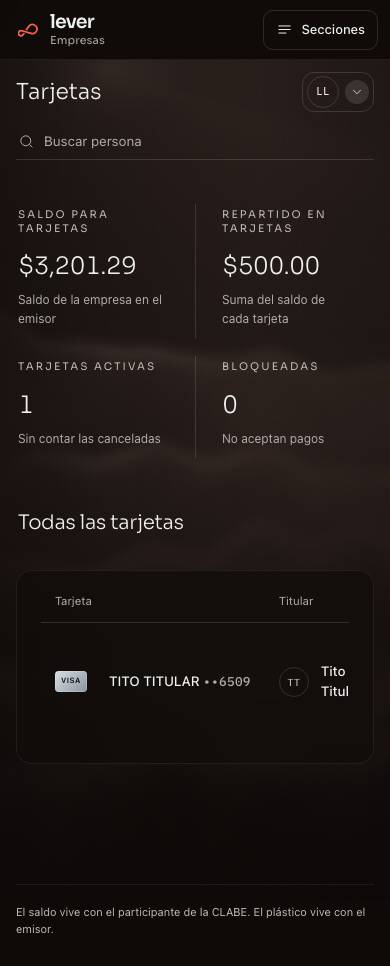 lever
Empresas
Secciones
Tarjetas
LL
Buscar persona
SALDO PARA
TARJETAS
$3,201.29
Saldo de la empresa en el
emisor
REPARTIDO EN
TARJETAS
$500.00
Suma del saldo de
cada tarjeta
TARJETAS ACTIVAS
1
Sin contar las canceladas
BLOQUEADAS
0
No aceptan pagos
Todas las tarjetas
Tarjeta
Titular
VISA
TITO TITULAR ••6509
TT
Tito
Titul
El saldo vive con el participante de la CLABE. El plástico vive con el
emisor.